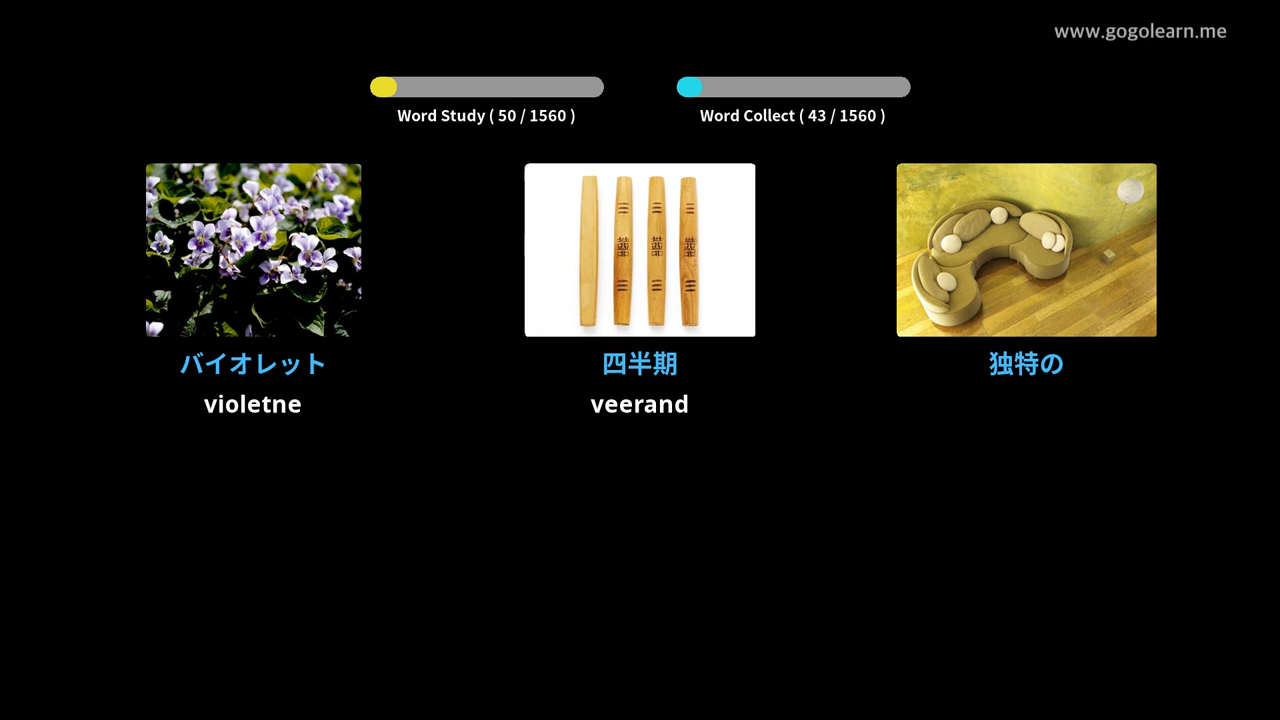 www.gogolearn.me
Word Study ( 50 / 1560 )
Word Collect ( 43 / 1560 )
バイオレット
四半期
独特の
violetne
veerand